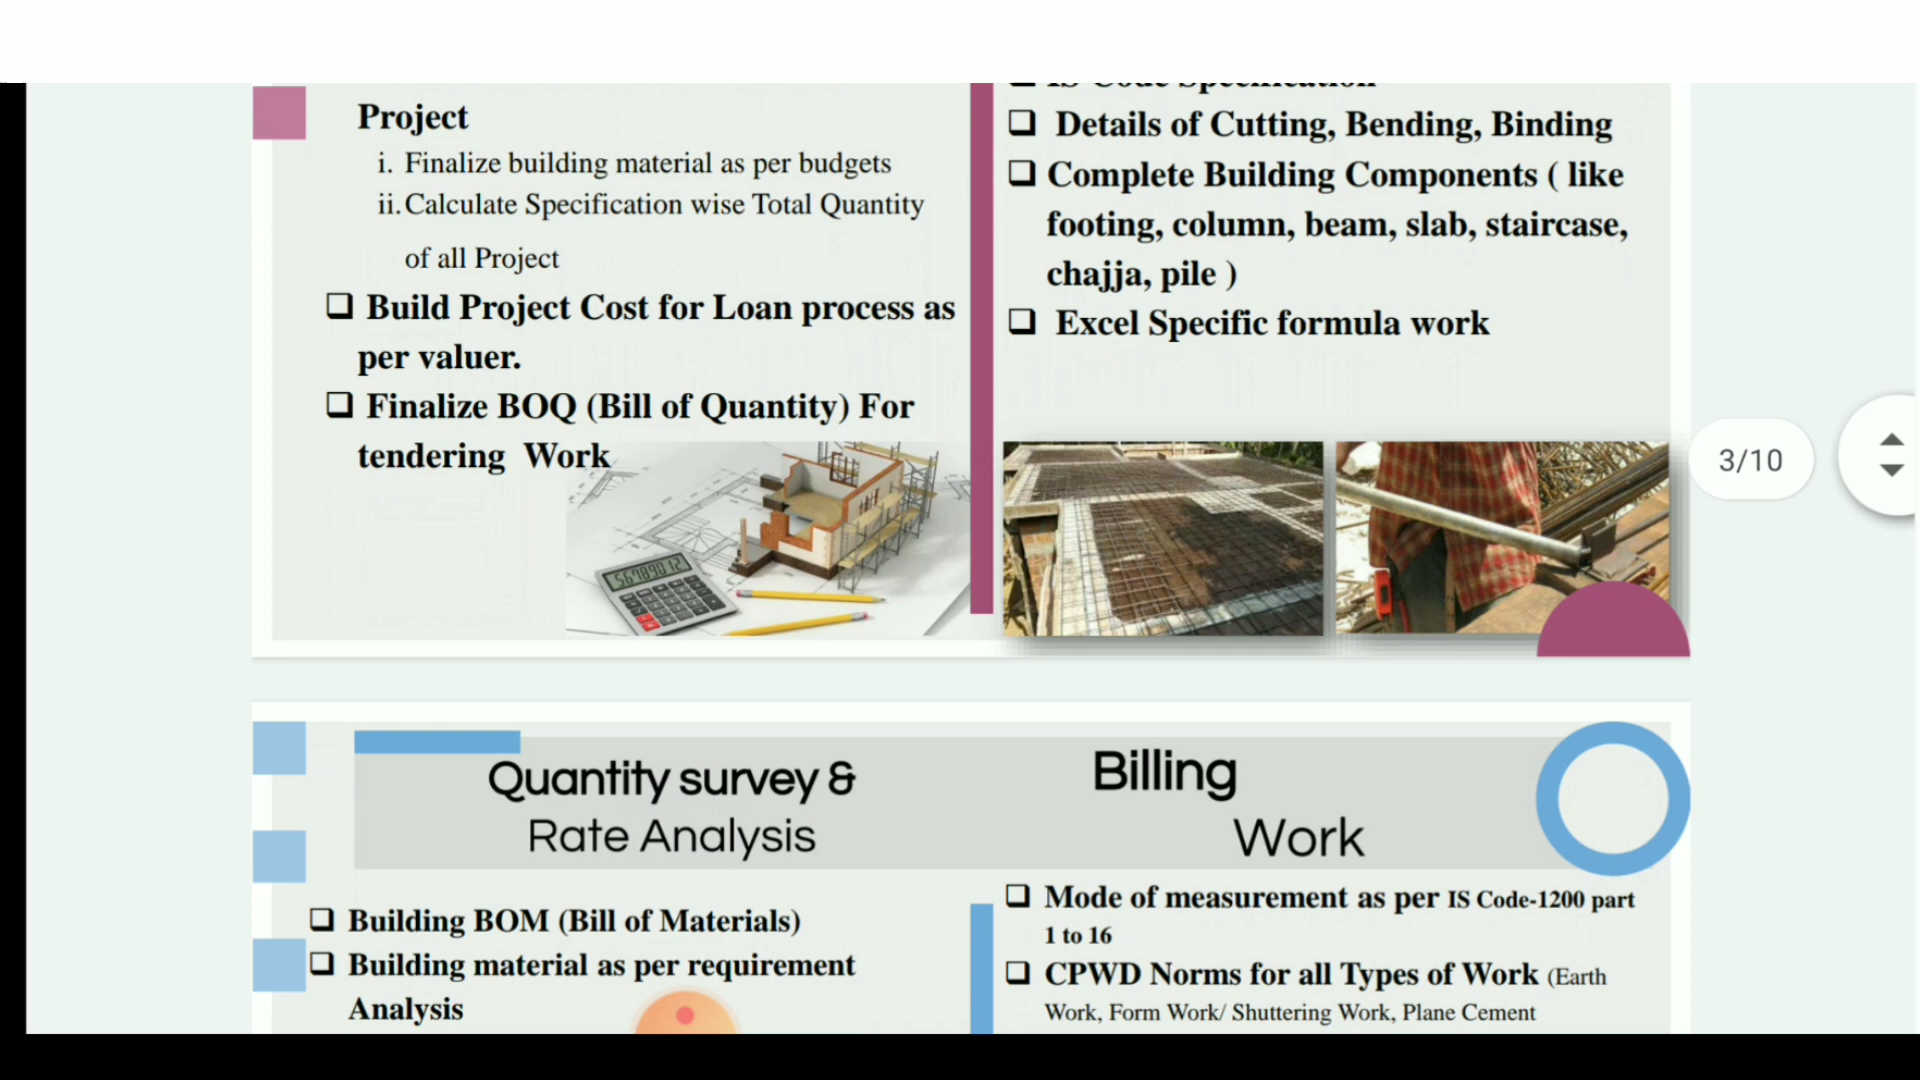 IS Code Specification
Project
i. Finalize building material as per budgets
ii. Calculate Specification wise Total Quantity
of all Project
❑ Build Project Cost for Loan process as
per valuer.
❑ Finalize BOQ (Bill of Quantity) For
tendering Work
❑ Details of Cutting, Bending, Binding
❑ Complete Building Components ( like
footing, column, beam, slab, staircase,
chajja, pile )
❑ Excel Specific formula work
3/10
Quantity survey &
Rate Analysis
❑ Building BOM (Bill of Materials)
❑ Building material as per requirement
Analysis
Billing
Work
❑ Mode of measurement as per IS Code-1200 part
1 to 16
❑ CPWD Norms for all Types of Work (Earth
Work, Form Work/ Shuttering Work, Plane Cement